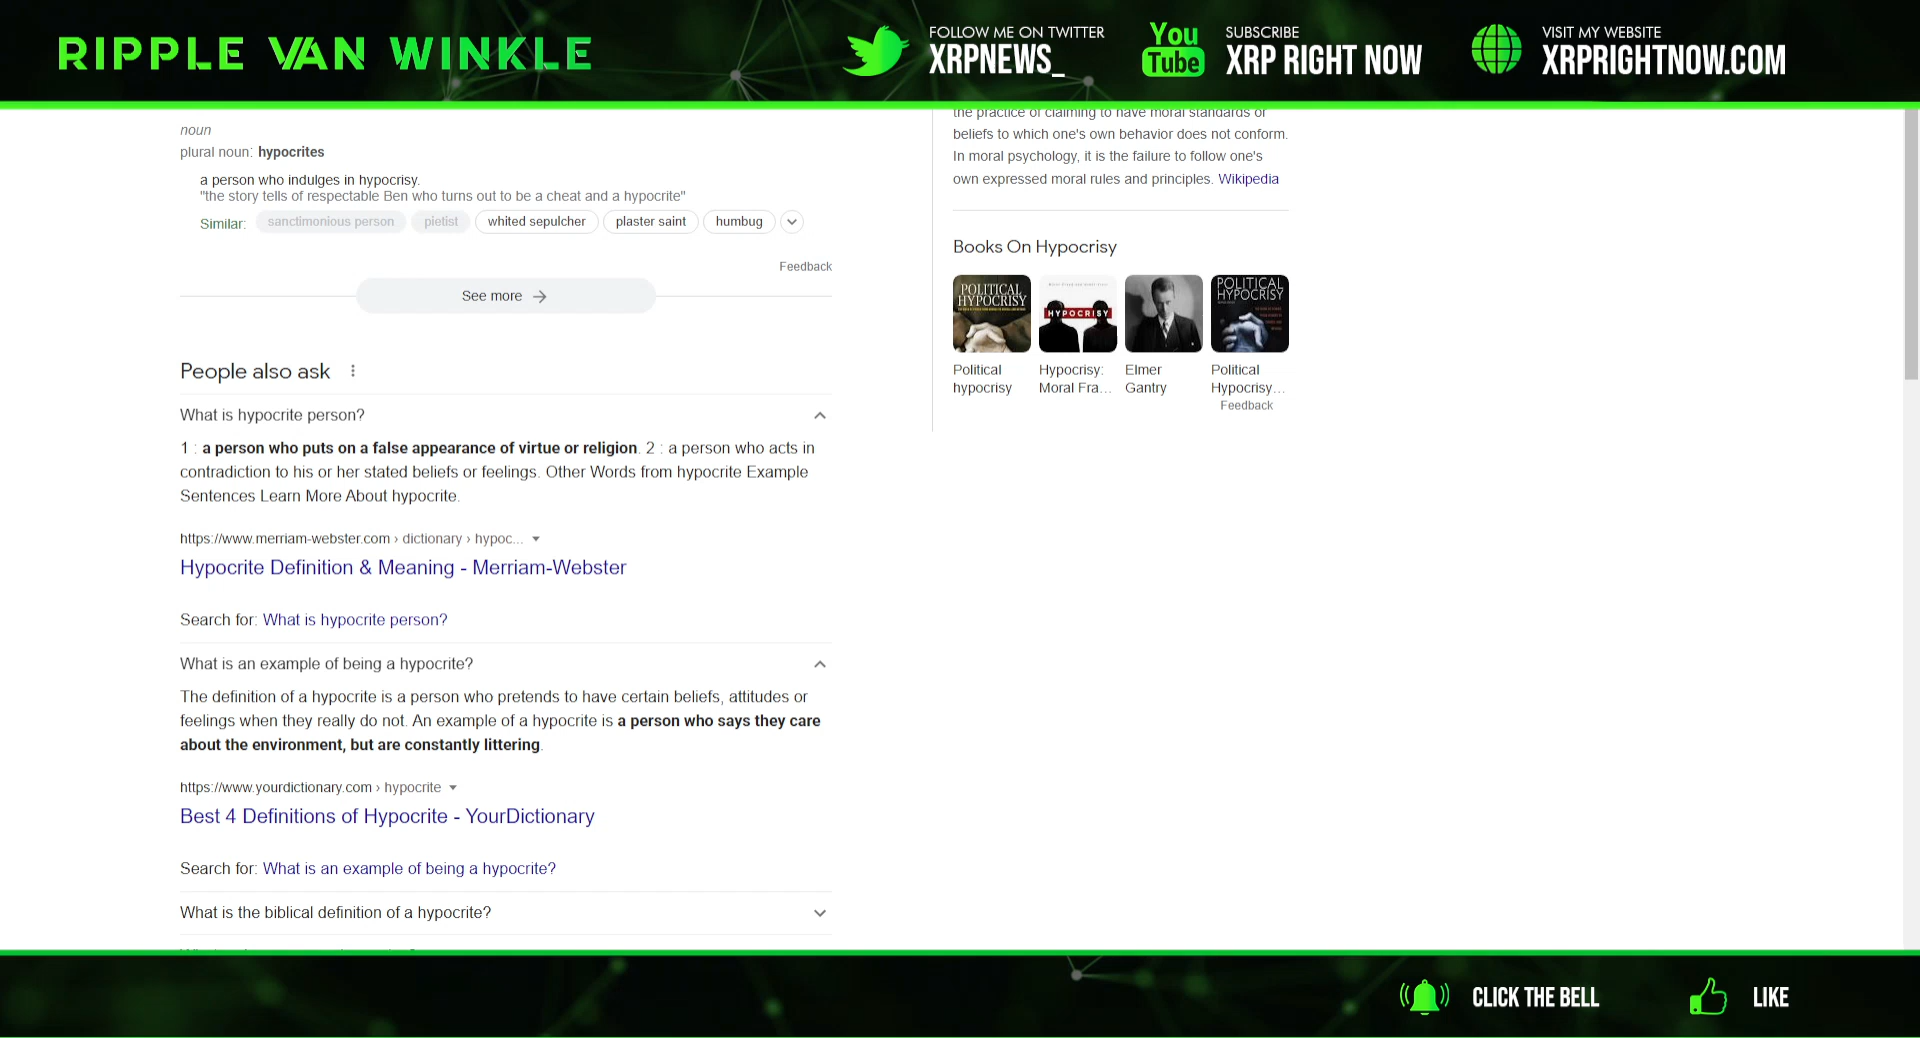 RIPPLE VAN WINKLE
FOLLOW ME ON TWITTER
XRPNEWS_
You
Tube
SUBSCRIBE
XRP RIGHT NOW
VISIT MY WEBSITE
XRPRIGHTNOW.COM
noun
plural noun: hypocrites
a person who indulges in hypocrisy.
"the story tells of respectable Ben who turns out to be a cheat and a hypocrite"
Similar: sanctimonious person pietist whited sepulcher plaster saint humbug
Feedback
See more
People also ask
What is hypocrite person?
1 : a person who puts on a false appearance of virtue or religion. 2 : a person who acts in
contradiction to his or her stated beliefs or feelings. Other Words from hypocrite Example
Sentences Learn More About hypocrite.
https://www.merriam-webster.com › dictionary › hypoc...
Hypocrite Definition & Meaning - Merriam-Webster
Search for: What is hypocrite person?
What is an example of being a hypocrite?
The definition of a hypocrite is a person who pretends to have certain beliefs, attitudes or
feelings when they really do not. An example of a hypocrite is a person who says they care
about the environment, but are constantly littering.
https://www.yourdictionary.com › hypocrite
Best 4 Definitions of Hypocrite - YourDictionary
Search for: What is an example of being a hypocrite?
What is the biblical definition of a hypocrite?
the practice of claiming to have moral standards or
beliefs to which one's own behavior does not conform.
In moral psychology, it is the failure to follow one's
own expressed moral rules and principles. Wikipedia
Books On Hypocrisy
POLITICAL
HYPOCRISY
HYPOCRISY
POLITICAL
HYPOCRISY
Political
hypocrisy
Hypocrisy:
Moral Fra...
Elmer
Gantry
Political
Hypocrisy...
Feedback
CLICK THE BELL
LIKE